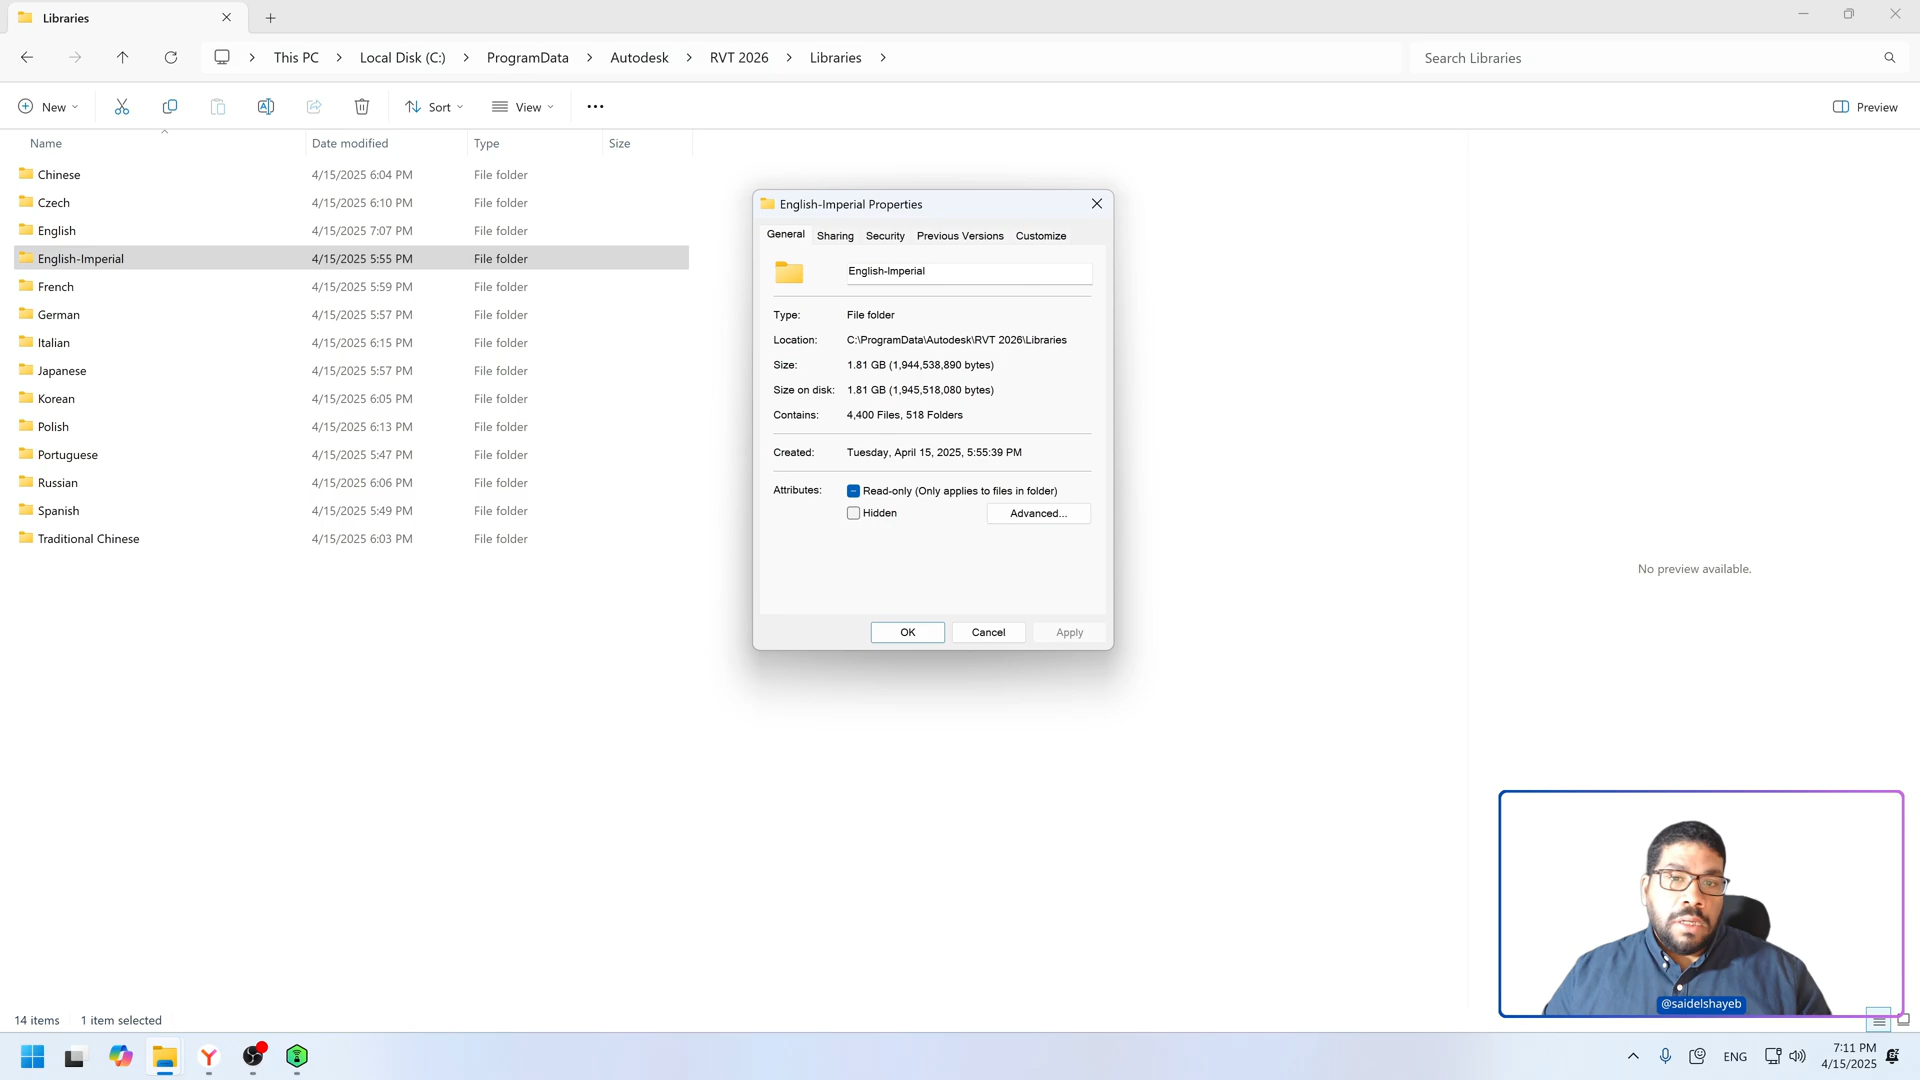 Libraries
This PC > Local Disk (C:) > ProgramData > Autodesk > RVT 2026 > Libraries >
Search Libraries
New
Sort
View
Preview
Name Date modified Type Size
Chinese 4/15/2025 6:04 PM File folder
Czech 4/15/2025 6:10 PM File folder
English 4/15/2025 7:07 PM File folder
English-Imperial 4/15/2025 5:55 PM File folder
French 4/15/2025 5:59 PM File folder
German 4/15/2025 5:57 PM File folder
Italian 4/15/2025 6:15 PM File folder
Japanese 4/15/2025 5:57 PM File folder
Korean 4/15/2025 6:05 PM File folder
Polish 4/15/2025 6:13 PM File folder
Portuguese 4/15/2025 5:47 PM File folder
Russian 4/15/2025 6:06 PM File folder
Spanish 4/15/2025 5:49 PM File folder
Traditional Chinese 4/15/2025 6:03 PM File folder
English-Imperial Properties
General Sharing Security Previous Versions Customize
English-Imperial
Type: File folder
Location: C:\ProgramData\Autodesk\RVT 2026\Libraries
Size: 1.81 GB (1,944,538,890 bytes)
Size on disk: 1.81 GB (1,945,518,080 bytes)
Contains: 4,400 Files, 518 Folders
Created: Tuesday, April 15, 2025, 5:55:39 PM
Attributes: Read-only (Only applies to files in folder)
Hidden Advanced...
OK Cancel Apply
No preview available.
@saidelshayeb
14 items 1 item selected
ENG
7:11 PM
4/15/2025